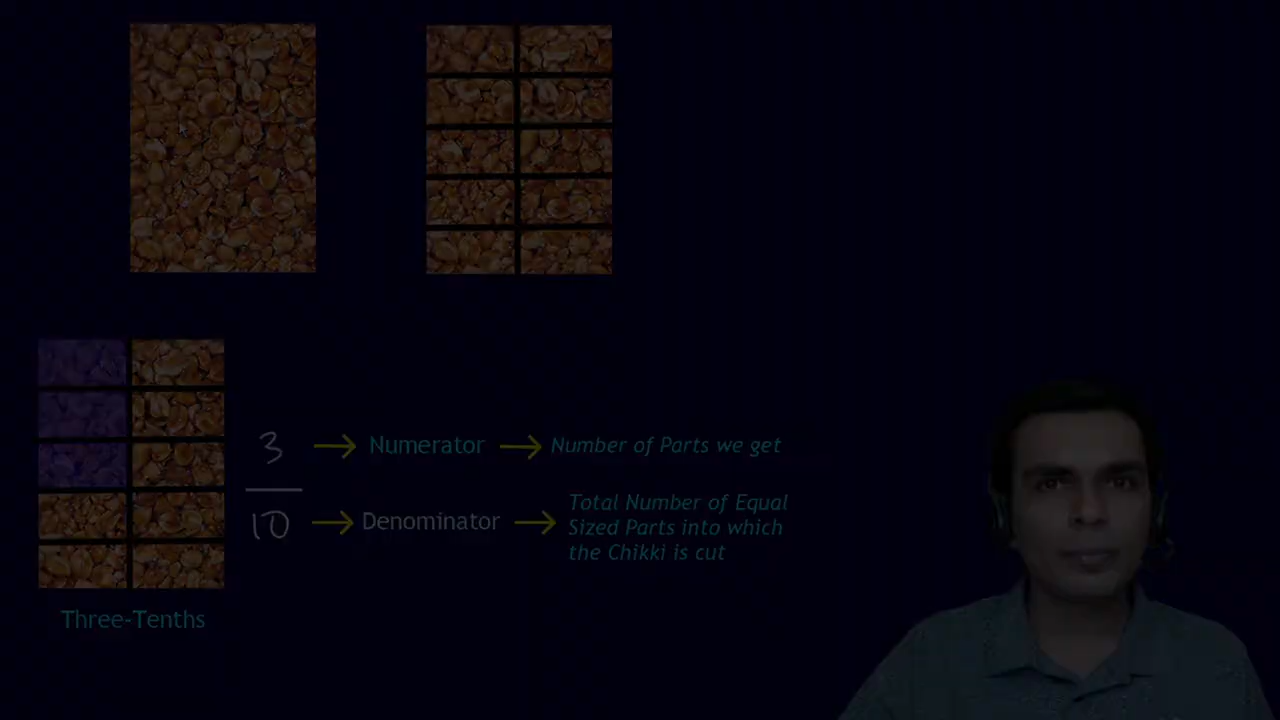 3
Numerator
Number of Parts we get
10
Denominator
Total Number of Equal
Sized Parts into which
the Chikki is cut
Three-Tenths